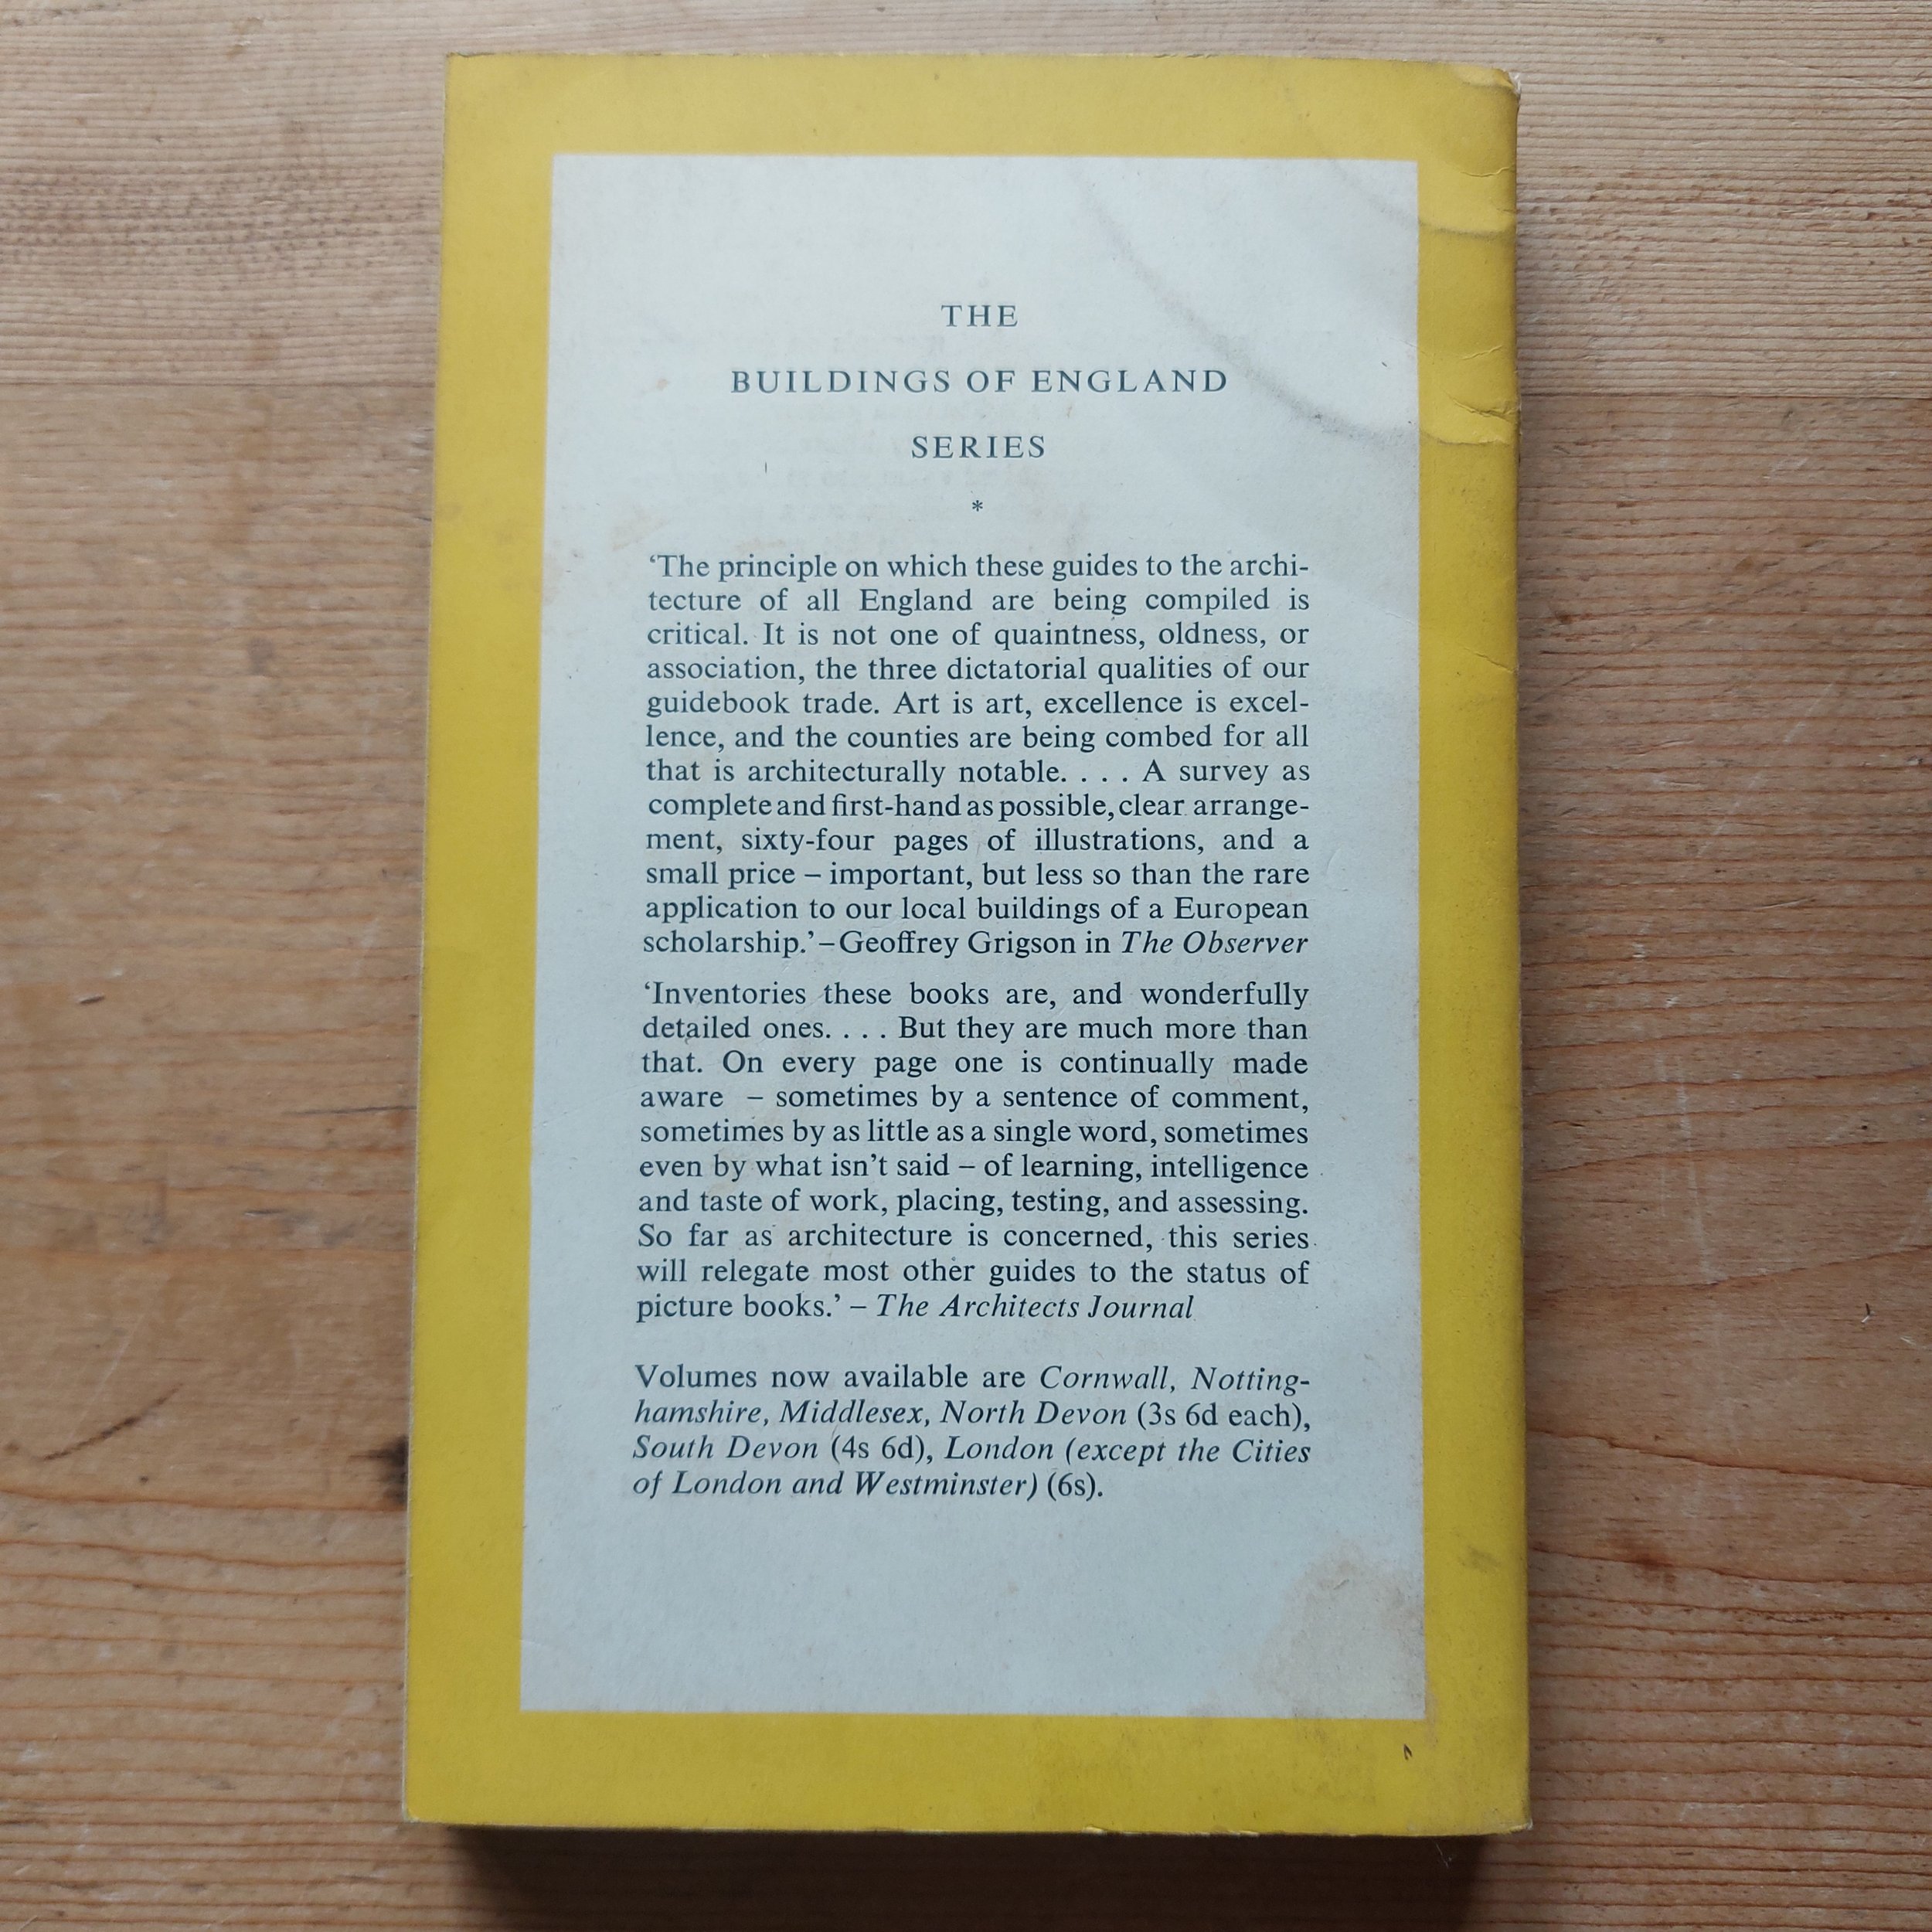 THE
BUILDINGS OF ENGLAND
SERIES
*
‘The principle on which these guides to the archi-
tecture of all England are being compiled is
critical. It is not one of quaintness, oldness, or
association, the three dictatorial qualities of our
guidebook trade. Art is art, excellence is excel-
lence, and the counties are being combed for all
that is architecturally notable. . . . A survey as
complete and first-hand as possible, clear arrange-
ment, sixty-four pages of illustrations, and a
small price – important, but less so than the rare
application to our local buildings of a European
scholarship.’ – Geoffrey Grigson in The Observer
‘Inventories these books are, and wonderfully
detailed ones. . . . But they are much more than
that. On every page one is continually made
aware – sometimes by a sentence of comment,
sometimes by as little as a single word, sometimes
even by what isn’t said – of learning, intelligence
and taste of work, placing, testing, and assessing.
So far as architecture is concerned, this series
will relegate most other guides to the status of
picture books.’ – The Architects Journal
Volumes now available are Cornwall, Notting-
hamshire, Middlesex, North Devon (3s 6d each),
South Devon (4s 6d), London (except the Cities
of London and Westminster) (6s).